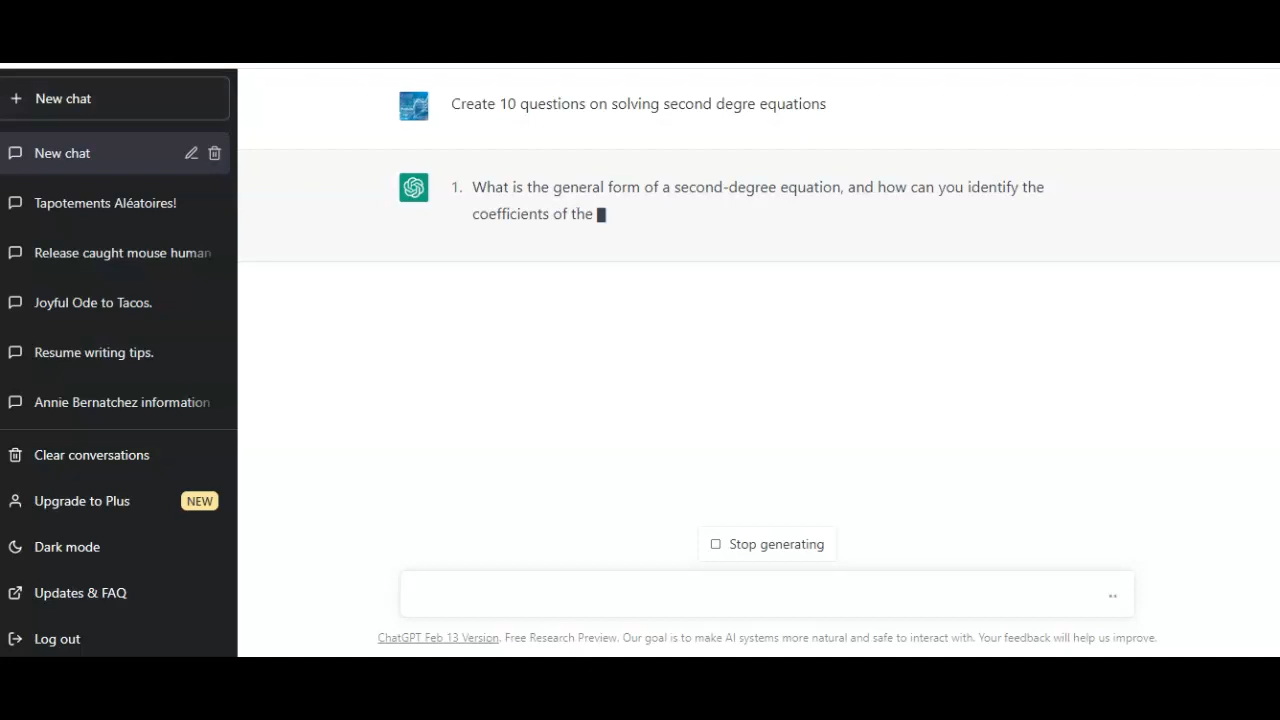 New chat
New chat
Tapotements Aléatoires!
Release caught mouse human
Joyful Ode to Tacos.
Resume writing tips.
Annie Bernatchez information
Clear conversations
Upgrade to Plus NEW
Dark mode
Updates & FAQ
Log out
Create 10 questions on solving second degre equations
1. What is the general form of a second-degree equation, and how can you identify the
coefficients of the
Stop generating
ChatGPT Feb 13 Version. Free Research Preview. Our goal is to make AI systems more natural and safe to interact with. Your feedback will help us improve.